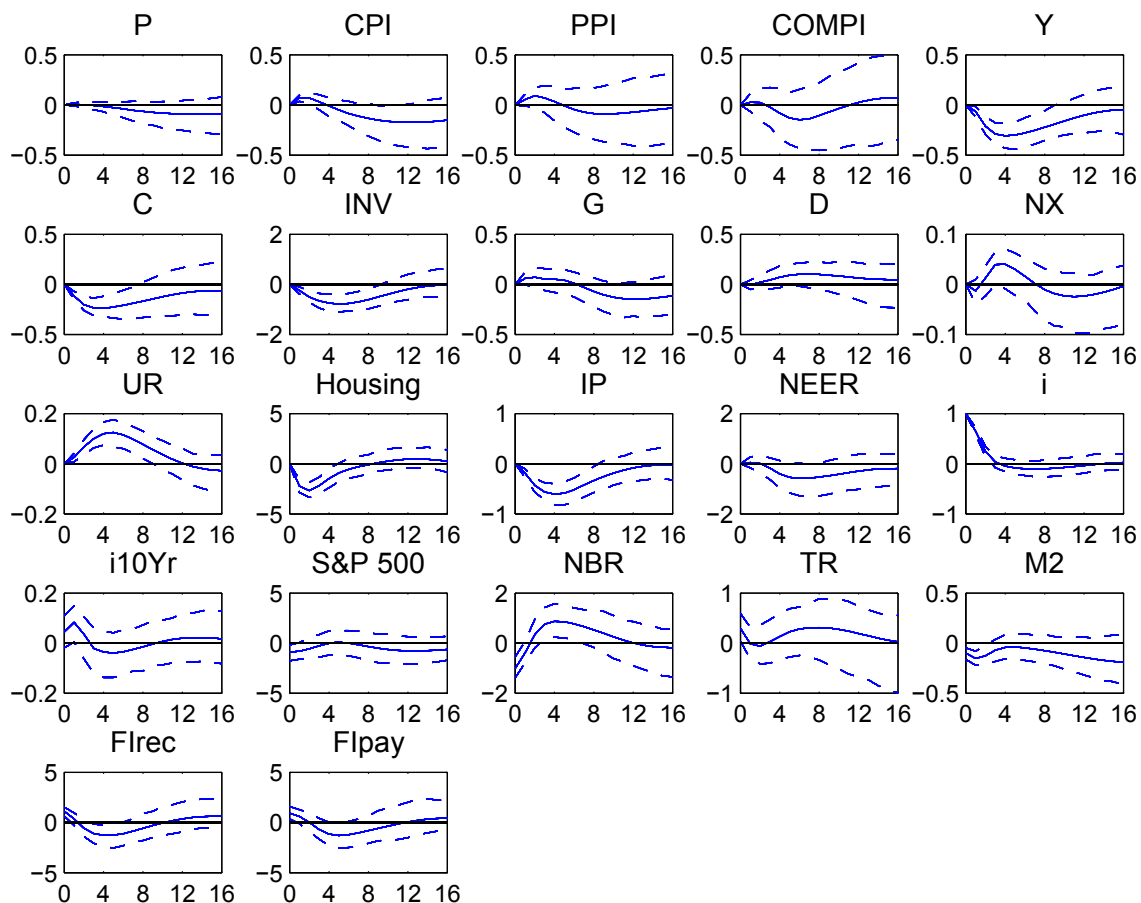 P CPI PPI COMPI Y
0.5 0.5 0.5 0.5 0.5
0 0 0 0 0
−0.5 −0.5 −0.5 −0.5 −0.5
0 4 8 12 16 0 4 8 12 16 0 4 8 12 16 0 4 8 12 16 0 4 8 12 16
C INV G D NX
0.5 2 0.5 0.5 0.1
0 0 0 0 0
−0.5 −2 −0.5 −0.5 −0.1
0 4 8 12 16 0 4 8 12 16 0 4 8 12 16 0 4 8 12 16 0 4 8 12 16
UR Housing IP NEER i
0.2 5 1 2 1
0 0 0 0 0
−0.2 −5 −1 −2 −1
0 4 8 12 16 0 4 8 12 16 0 4 8 12 16 0 4 8 12 16 0 4 8 12 16
i10Yr S&P 500 NBR TR M2
0.2 5 2 1 0.5
0 0 0 0 0
−0.2 −5 −2 −1 −0.5
0 4 8 12 16 0 4 8 12 16 0 4 8 12 16 0 4 8 12 16 0 4 8 12 16
FIrec FIpay
5 5
0 0
−5 −5
0 4 8 12 16 0 4 8 12 16